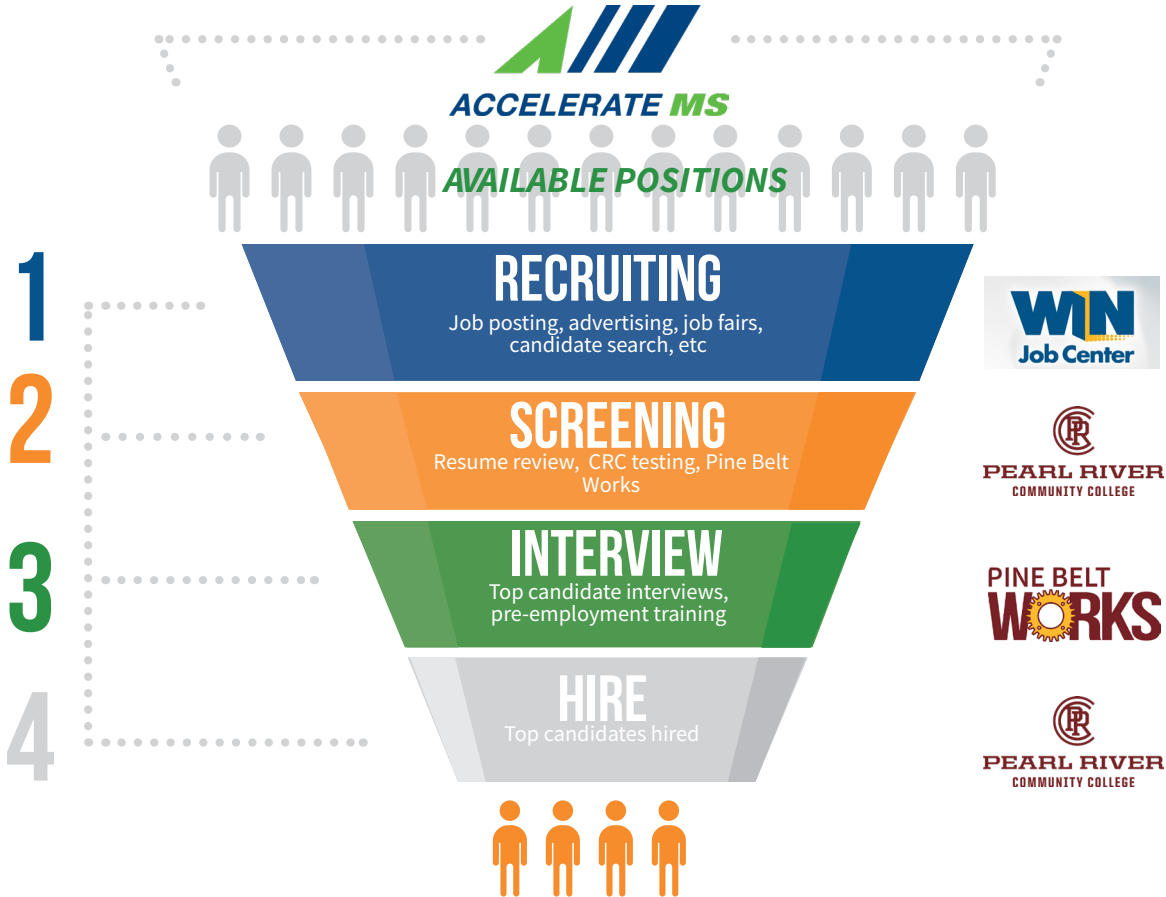 ACCELERATE MS
AVAILABLE POSITIONS
1
RECRUITING
Job posting, advertising, job fairs,
candidate search, etc
WIN
Job Center
2
SCREENING
Resume review, CRC testing, Pine Belt
Works
PRCC
PEARL RIVER
COMMUNITY COLLEGE
3
INTERVIEW
Top candidate interviews,
pre-employment training
PINE BELT
WORKS
4
HIRE
Top candidates hired
PRCC
PEARL RIVER
COMMUNITY COLLEGE